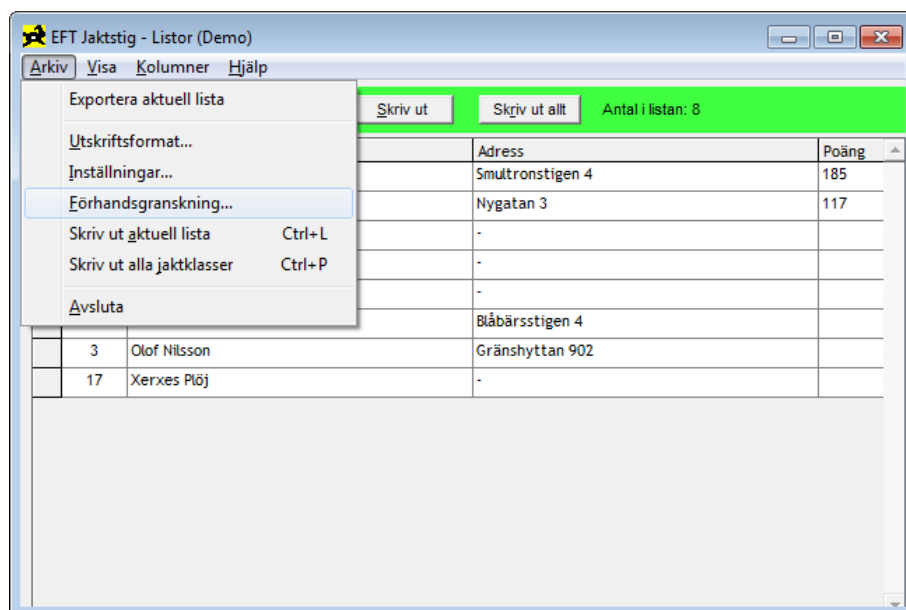 EFT Jaktstig - Listor (Demo)
Arkiv Visa Kolumner Hjälp
Exportera aktuell lista
Utskriftsformat...
Inställningar...
Förhandsgranskning...
Skriv ut aktuell lista Ctrl+L
Skriv ut alla jaktklasser Ctrl+P
Avsluta
Skriv ut Skriv ut allt Antal i listan: 8
Adress Poäng
Smultronstigen 4 185
Nygatan 3 117
-
-
-
Blåbärsstigen 4
3 Olof Nilsson Gränshyttan 902
17 Xerxes Plöj -